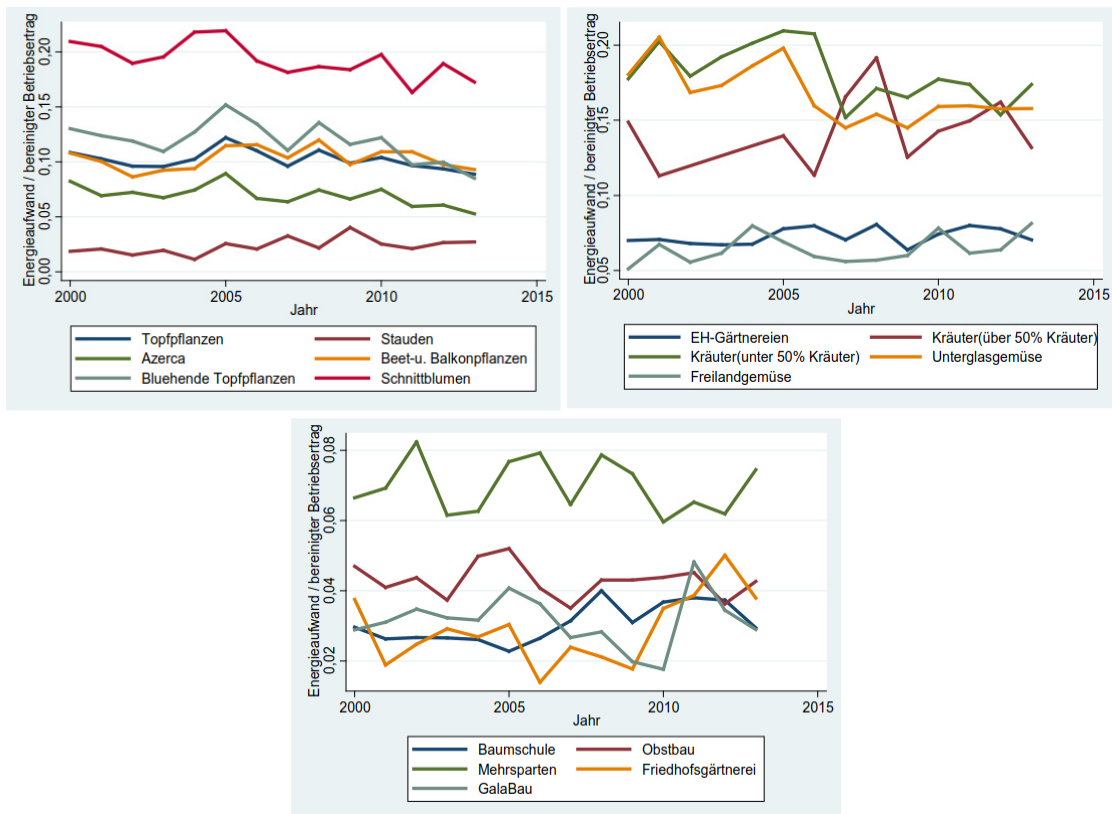 Energieaufwand / bereinigter Betriebsertrag
0,20
0,15
0,10
0,05
0,00
2000 2005 2010 2015
Jahr
Topfpflanzen Stauden
Azerca Beet-u. Balkonpflanzen
Bluehende Topfpflanzen Schnittblumen
Energieaufwand / bereinigter Betriebsertrag
0,20
0,15
0,10
0,05
2000 2005 2010 2015
Jahr
EH-Gärtnereien Kräuter(über 50% Kräuter)
Kräuter(unter 50% Kräuter) Unterglasgemüse
Freilandgemüse
Energieaufwand / bereinigter Betriebsertrag
0,08
0,06
0,04
0,02
2000 2005 2010 2015
Jahr
Baumschule Obstbau
Mehrsparten Friedhofsgärtnerei
GalaBau